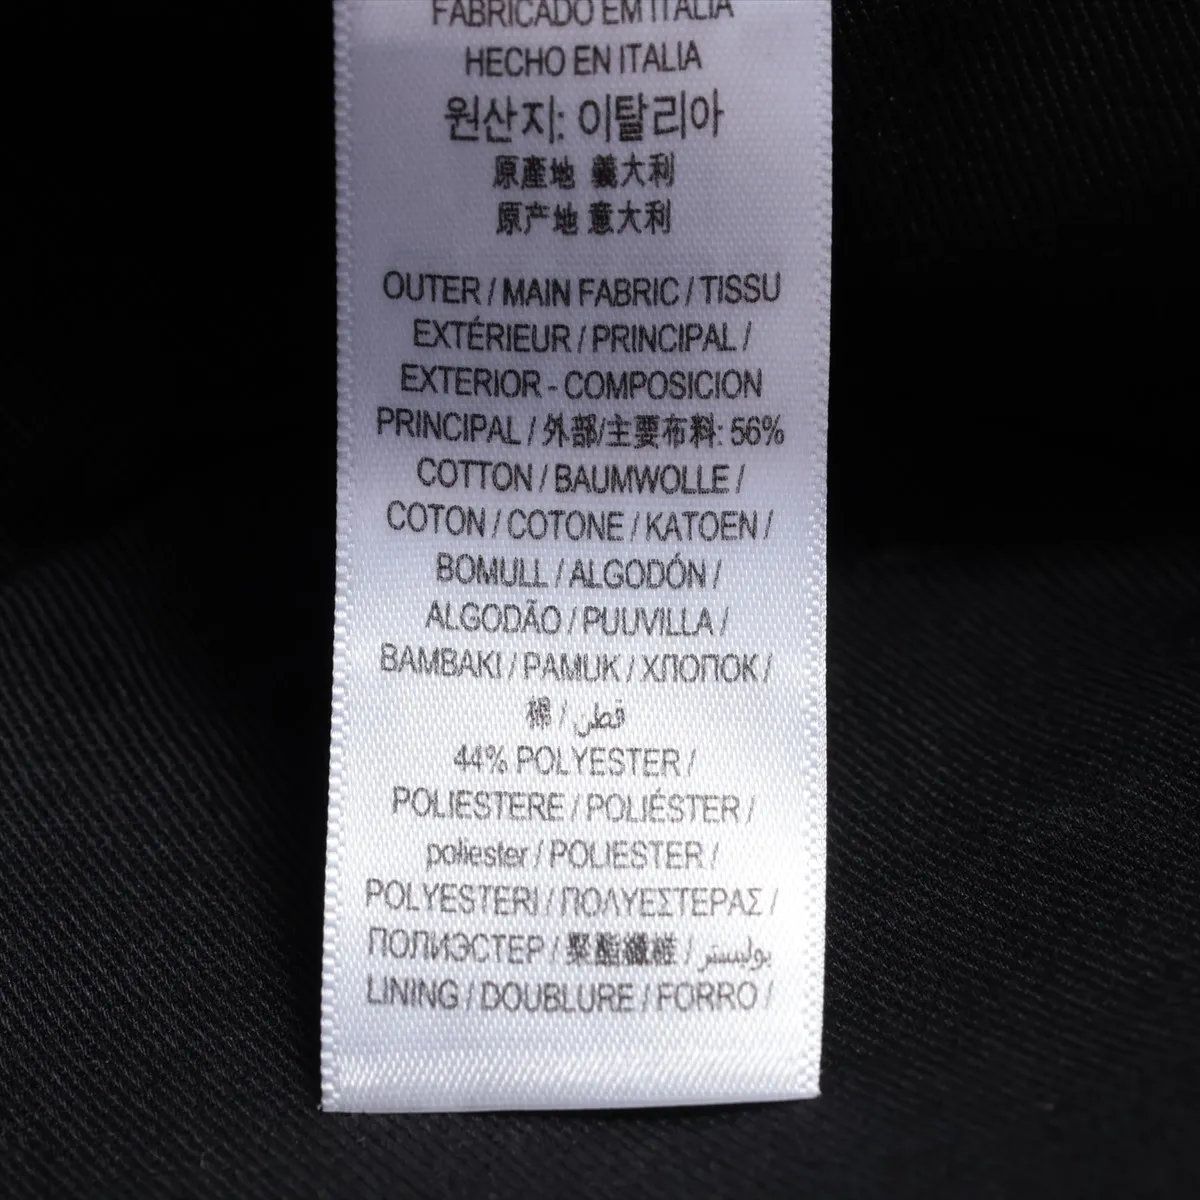 FABRICADO EM ITALIA
HECHO EN ITALIA
원산지: 이탈리아
原產地 義大利
原产地 意大利
OUTER / MAIN FABRIC / TISSU
EXTÉRIEUR / PRINCIPAL /
EXTERIOR - COMPOSICION
PRINCIPAL / 外部/主要布料: 56%
COTTON / BAUMWOLLE /
COTON / COTONE / KATOEN /
BOMULL / ALGODÓN /
ALGODÃO / PUUVILLA /
BAMBAKI / PAMUK / ХЛОПОК /
棉 / قطن
44% POLYESTER /
POLIESTERE / POLIÉSTER /
poliester / POLIESTER /
POLYESTERI / ΠΟΛΥΕΣΤΕΡΑΣ /
ПОЛИЭСТЕР / 聚酯纖維 / بوليستر
LINING / DOUBLURE / FORRO /